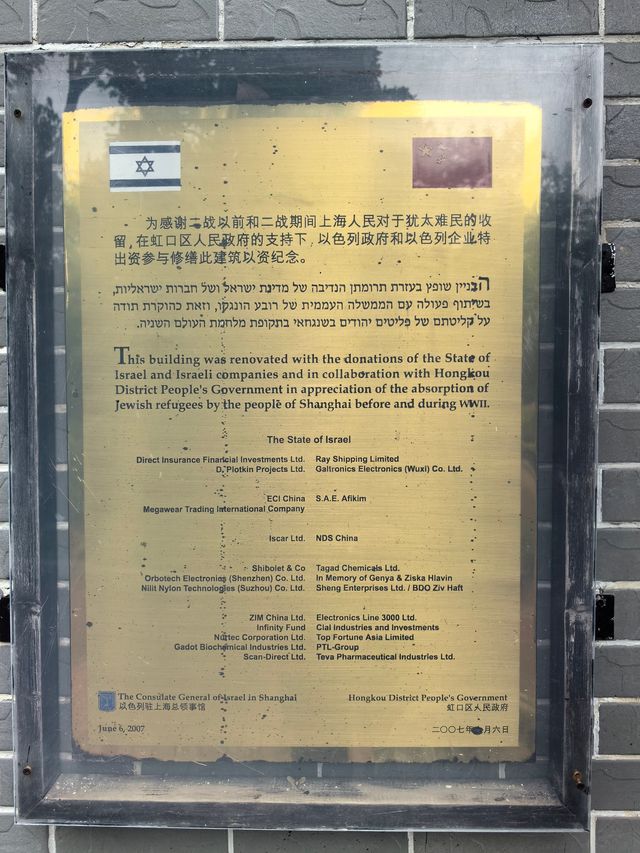 为感谢二战以前和二战期间上海人民对于犹太难民的收
留，在虹口区人民政府的支持下，以色列政府和以色列企业特
出资参与修缮此建筑以资纪念。
הבניין שופץ בעזרת תרומתן הנדיבה של מדינת ישראל ושל חברות ישראליות,
בשיתוף פעולה עם הממשלה העממית של רובע הונגקו, וזאת כהוקרת תודה
על קליטתם של פליטים יהודים בשנגחאי בתקופת מלחמת העולם השניה.
This building was renovated with the donations of the State of
Israel and Israeli companies and in collaboration with Hongkou
District People's Government in appreciation of the absorption of
Jewish refugees by the people of Shanghai before and during WWII.
The State of Israel
Direct Insurance Financial Investments Ltd. Ray Shipping Limited
D. Plotkin Projects Ltd. Galtronics Electronics (Wuxi) Co. Ltd.
ECI China S.A.E. Afikim
Megawear Trading International Company
Iscar Ltd. NDS China
Shibolet & Co Tagad Chemicals Ltd.
Orbotech Electronics (Shenzhen) Co. Ltd. In Memory of Genya & Ziska Hlavin
Nilit Nylon Technologies (Suzhou) Co. Ltd. Sheng Enterprises Ltd. / BDO Ziv Haft
ZIM China Ltd. Electronics Line 3000 Ltd.
Infinity Fund Clal Industries and Investments
Nurtec Corporation Ltd. Top Fortune Asia Limited
Gadot Biochemical Industries Ltd. PTL-Group
Scan-Direct Ltd. Teva Pharmaceutical Industries Ltd.
The Consulate General of Israel in Shanghai Hongkou District People's Government
以色列驻上海总领事馆 虹口区人民政府
June 6, 2007 二〇〇七年 月六日